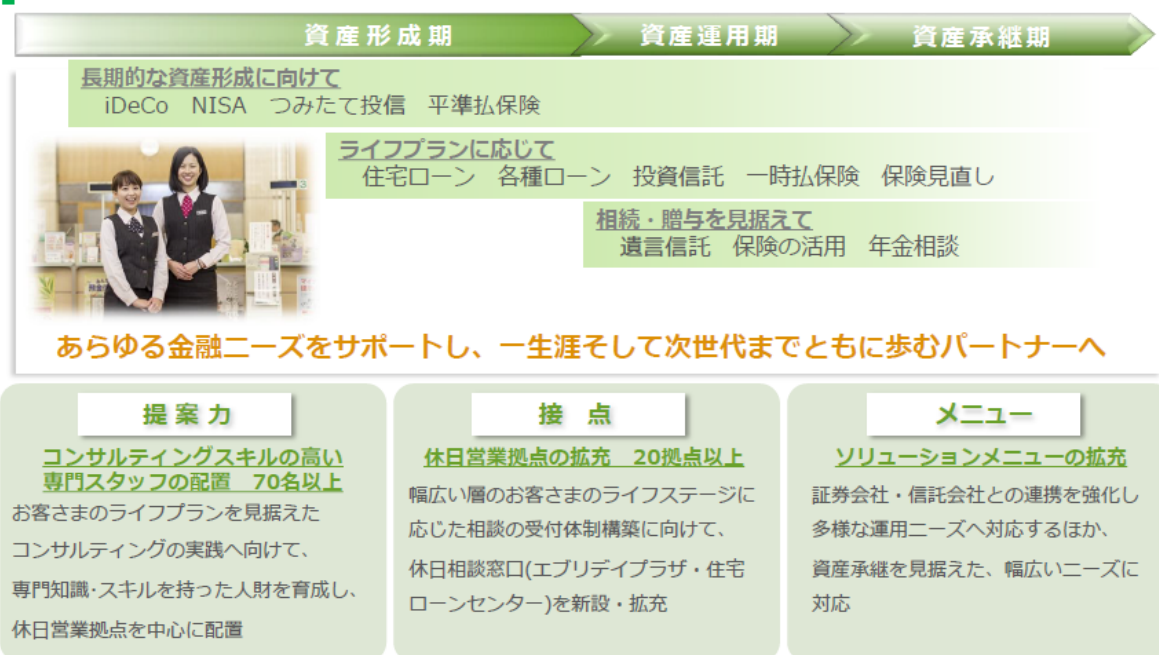 資産形成期
資産運用期
資産承継期
長期的な資産形成に向けて
iDeCo NISA つみたて投信 平準払保険
ライフプランに応じて
住宅ローン 各種ローン 投資信託 一時払保険 保険見直し
相続・贈与を見据えて
遺言信託 保険の活用 年金相談
あらゆる金融ニーズをサポートし、一生涯そして次世代までともに歩むパートナーへ
提案力
コンサルティングスキルの高い
専門スタッフの配置 70名以上
お客さまのライフプランを見据えた
コンサルティングの実践へ向けて、
専門知識・スキルを持った人財を育成し、
休日営業拠点を中心に配置
接 点
休日営業拠点の拡充 20拠点以上
幅広い層のお客さまのライフステージに
応じた相談の受付体制構築に向けて、
休日相談窓口(エブリデイプラザ・住宅
ローンセンター)を新設・拡充
メニュー
ソリューションメニューの拡充
証券会社・信託会社との連携を強化し
多様な運用ニーズへ対応するほか、
資産承継を見据えた、幅広いニーズに
対応